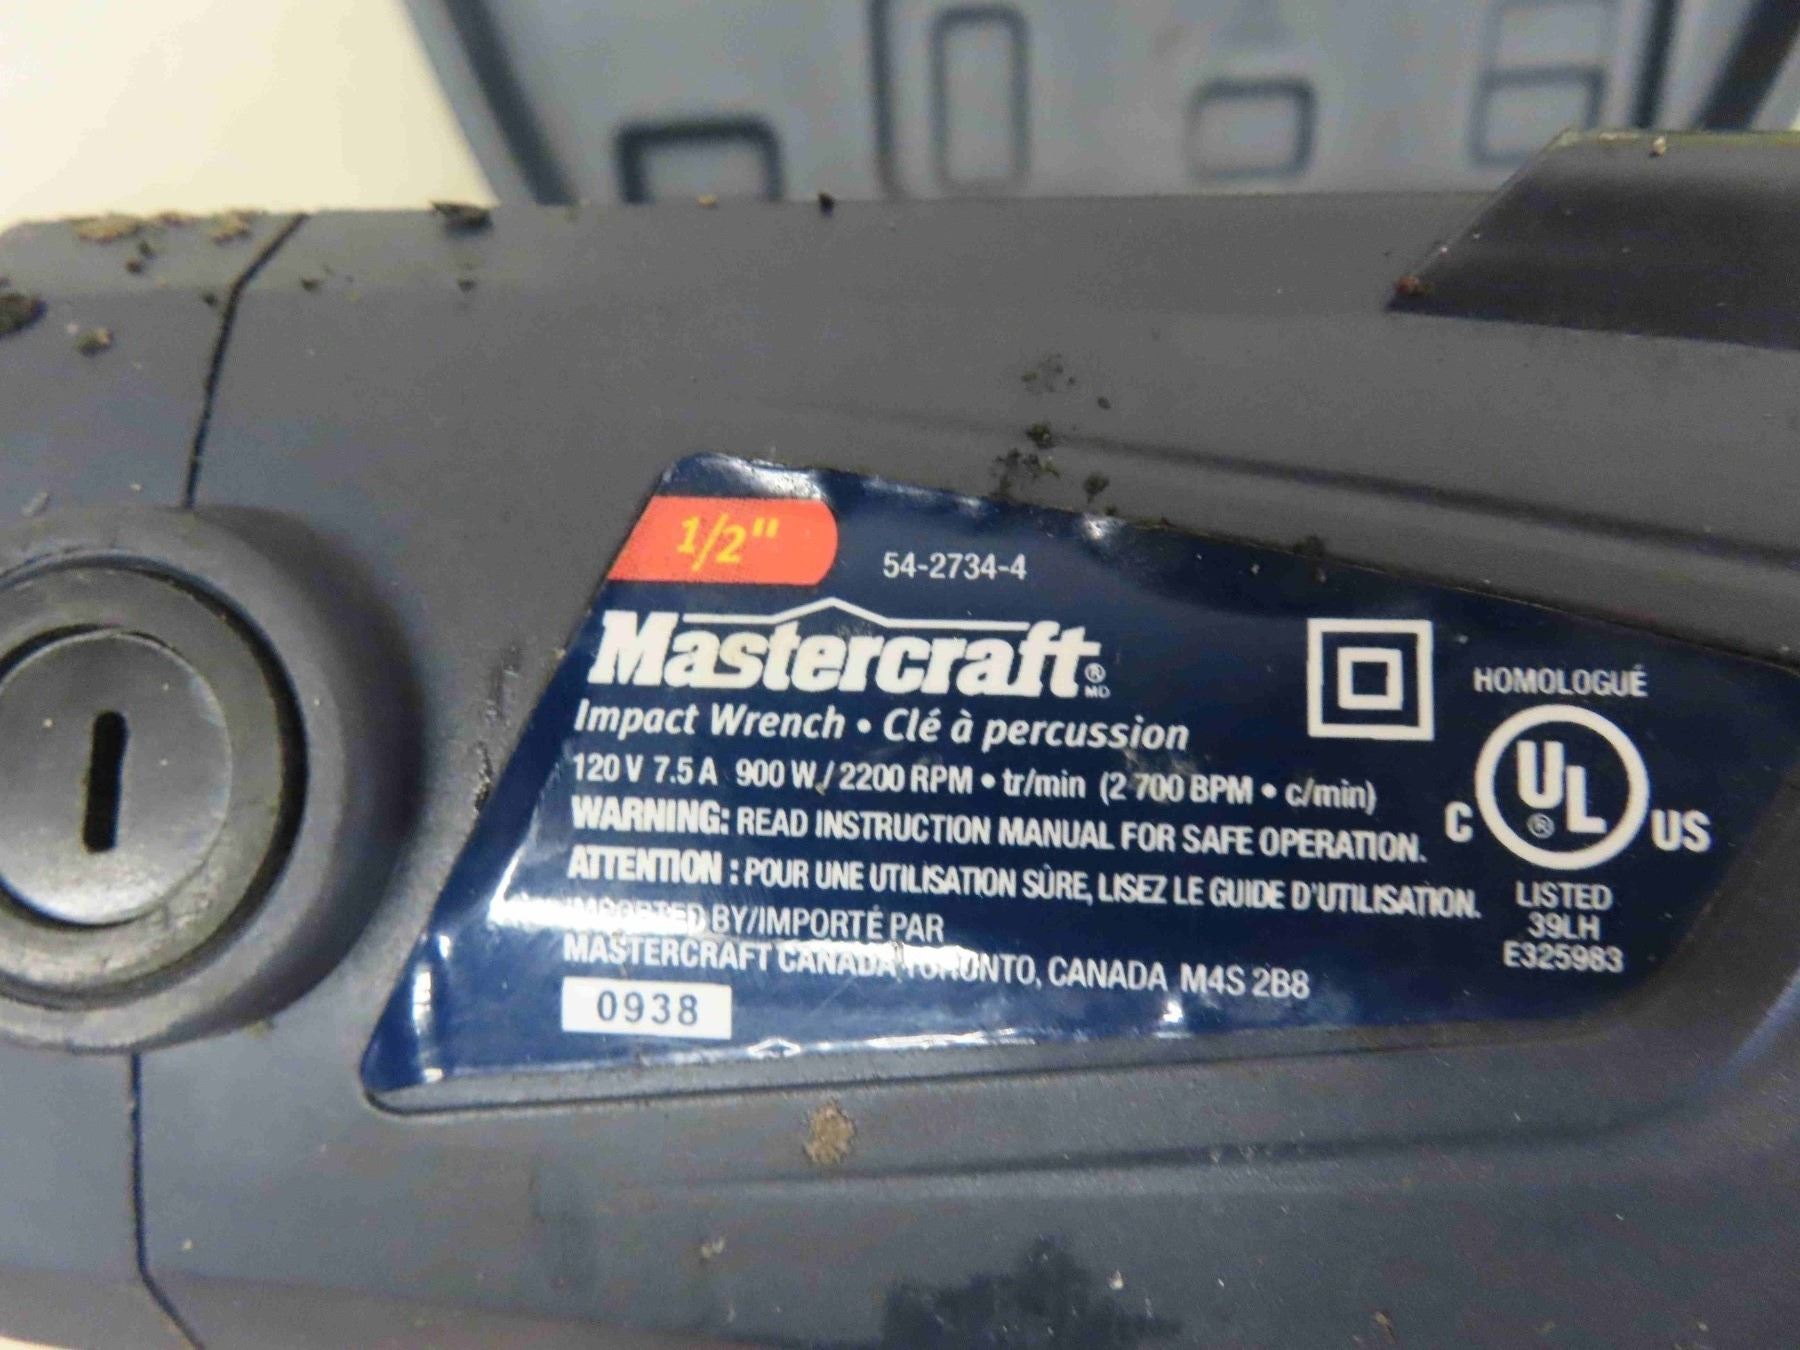 1/2"
54-2734-4
Mastercraft®
MD
Impact Wrench • Clé à percussion
120 V 7.5 A 900 W / 2200 RPM • tr/min (2 700 BPM • c/min)
WARNING: READ INSTRUCTION MANUAL FOR SAFE OPERATION.
ATTENTION : POUR UNE UTILISATION SÛRE, LISEZ LE GUIDE D'UTILISATION.
IMPORTED BY/IMPORTÉ PAR
MASTERCRAFT CANADA TORONTO, CANADA M4S 2B8
0938
HOMOLOGUÉ
C UL® US
LISTED
39LH
E325983